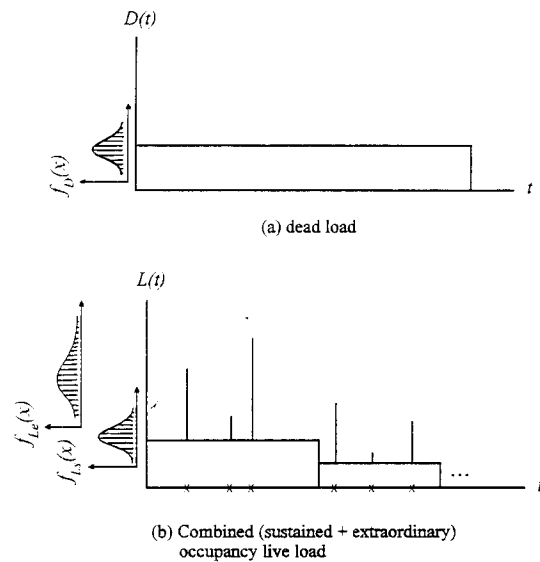 D(t)
f_D(x)
t
(a) dead load
L(t)
f_Le(x)
f_Ls(x)
...
t
(b) Combined (sustained + extraordinary)
occupancy live load